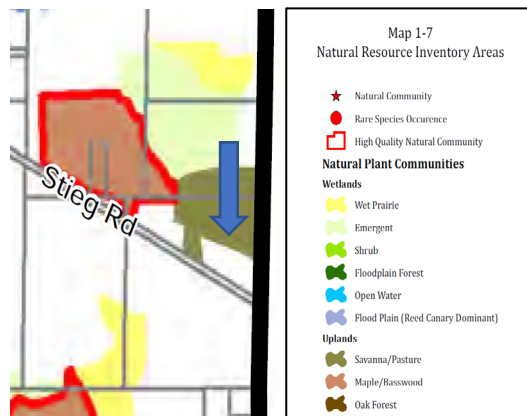 Stieg Rd
Map 1-7
Natural Resource Inventory Areas
Natural Community
Rare Species Occurence
High Quality Natural Community
Natural Plant Communities
Wetlands
Wet Prairie
Emergent
Shrub
Floodplain Forest
Open Water
Flood Plain (Reed Canary Dominant)
Uplands
Savanna/Pasture
Maple/Basswood
Oak Forest